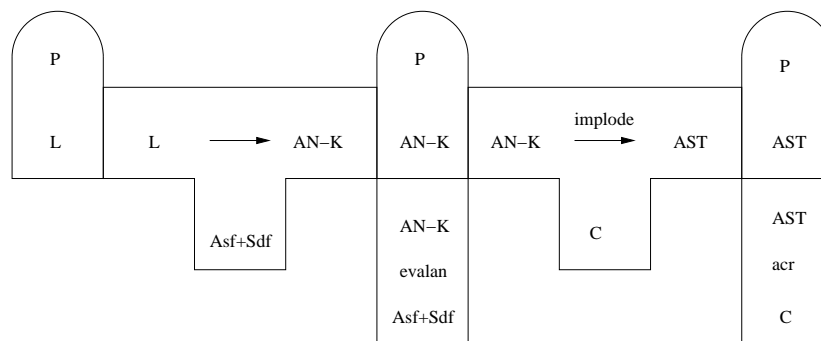 P P P
implode
L L AN−K AN−K AN−K AST AST
Asf+Sdf AN−K C AST
evalan acr
Asf+Sdf C